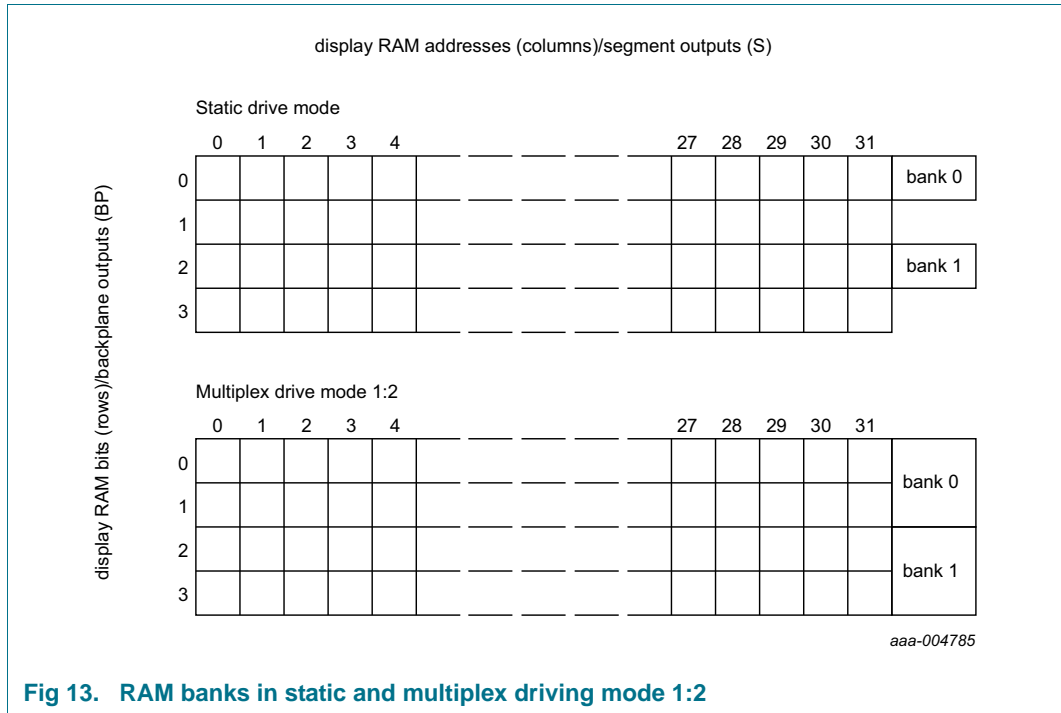 display RAM addresses (columns)/segment outputs (S)
display RAM bits (rows)/backplane outputs (BP)
Static drive mode
0 1 2 3 4 27 28 29 30 31
0 bank 0
1
2 bank 1
3
Multiplex drive mode 1:2
0 1 2 3 4 27 28 29 30 31
0
bank 0
1
2
bank 1
3
aaa-004785
Fig 13. RAM banks in static and multiplex driving mode 1:2